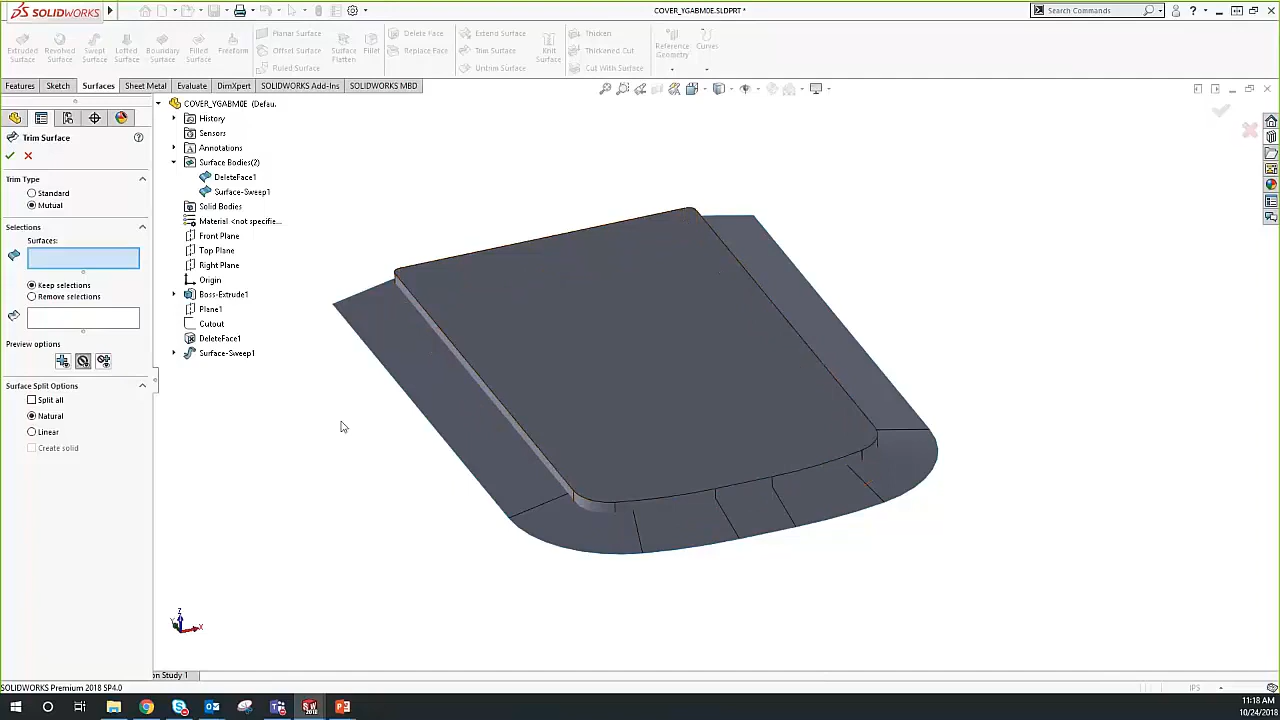 SOLIDWORKS
COVER_YGABM0E.SLDPRT *
Search Commands
Extruded Surface
Revolved Surface
Swept Surface
Lofted Surface
Boundary Surface
Filled Surface
Freeform
Planar Surface
Offset Surface
Ruled Surface
Surface Flatten
Fillet
Delete Face
Replace Face
Extend Surface
Trim Surface
Untrim Surface
Knit Surface
Thicken
Thickened Cut
Cut With Surface
Reference Geometry
Curves
Features
Sketch
Surfaces
Sheet Metal
Evaluate
DimXpert
SOLIDWORKS Add-Ins
SOLIDWORKS MBD
Trim Surface
Trim Type
Standard
Mutual
Selections
Surfaces:
Keep selections
Remove selections
Preview options
Surface Split Options
Split all
Natural
Linear
Create solid
COVER_YGABM0E (Defau.
History
Sensors
Annotations
Surface Bodies(2)
DeleteFace1
Surface-Sweep1
Solid Bodies
Material <not specifie...
Front Plane
Top Plane
Right Plane
Origin
Boss-Extrude1
Plane1
Cutout
DeleteFace1
Surface-Sweep1
Z
Y
X
on Study 1
SOLIDWORKS Premium 2018 SP4.0
IPS
11:18 AM
10/24/2018